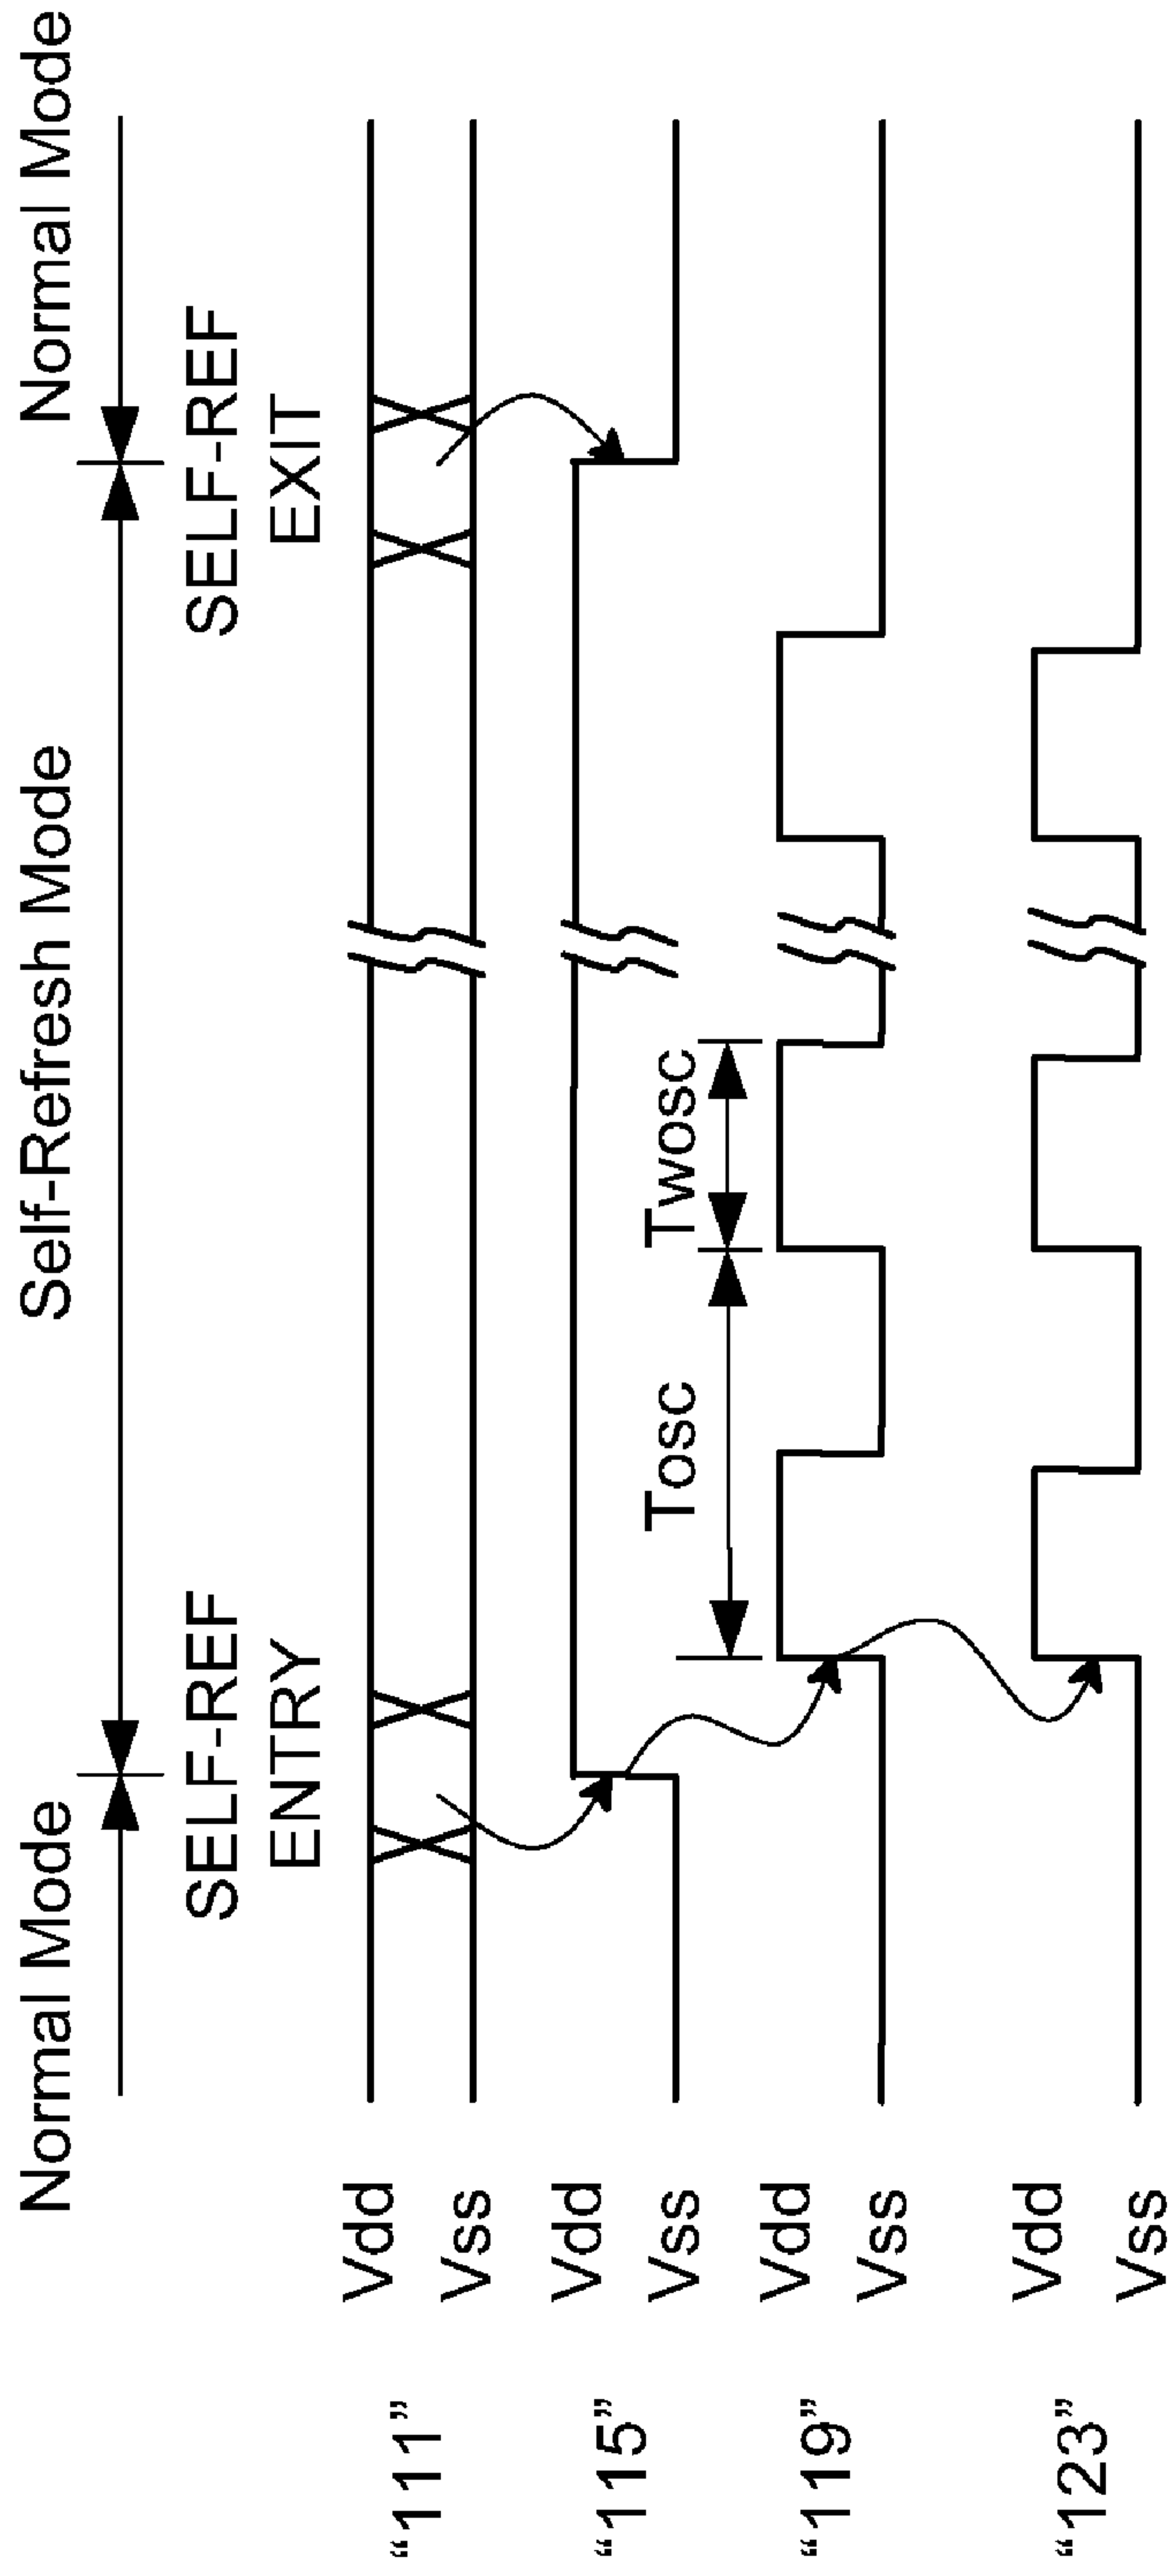 Normal Mode
Self-Refresh Mode
Normal Mode
SELF-REF
ENTRY
SELF-REF
EXIT
“111”
Vdd
Vss
“115”
Vdd
Vss
Tosc
Twosc
“119”
Vdd
Vss
“123”
Vdd
Vss